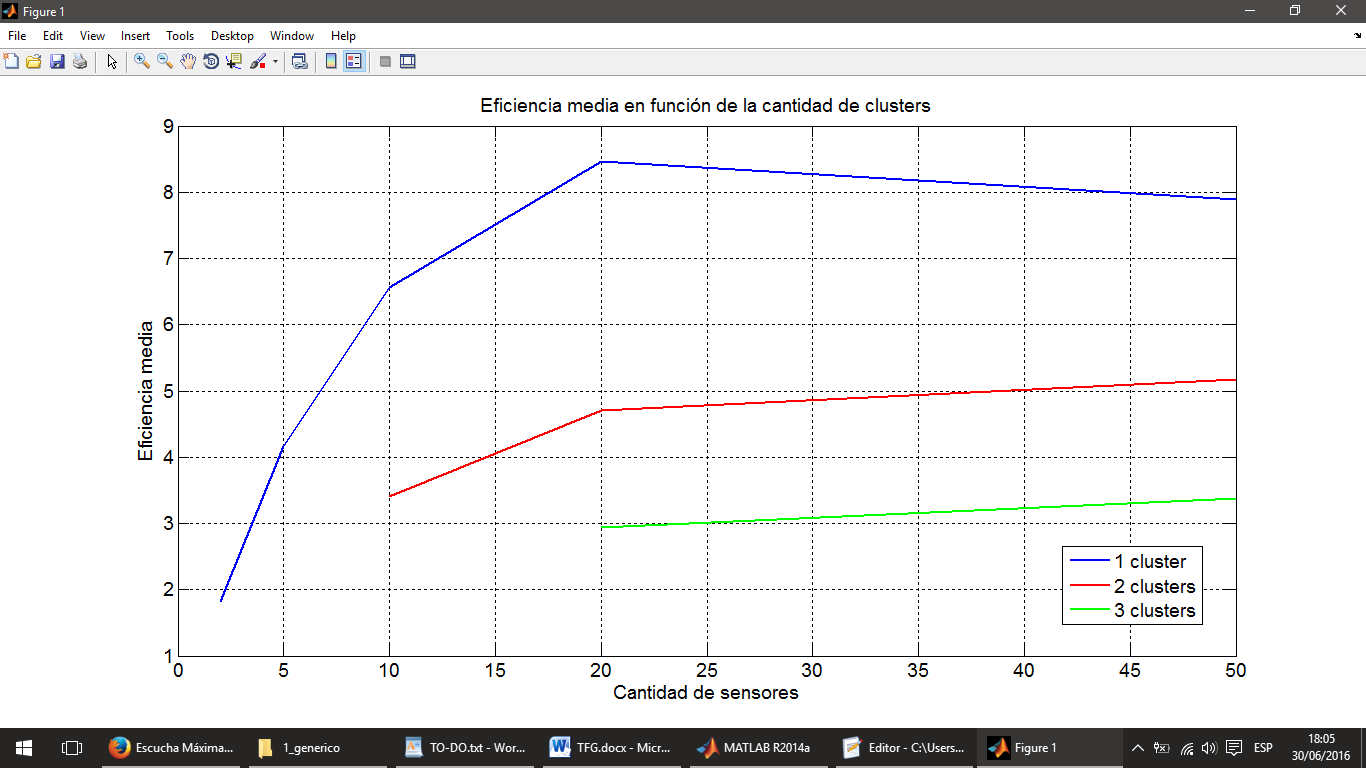 Figure 1
File Edit View Insert Tools Desktop Window Help
Eficiencia media en función de la cantidad de clusters
9
8
7
6
5
4
3
2
1
Eficiencia media
0 5 10 15 20 25 30 35 40 45 50
Cantidad de sensores
1 cluster
2 clusters
3 clusters
Escucha Máxima... 1_generico TO-DO.txt - Wor... TFG.docx - Micr... MATLAB R2014a Editor - C:\Users... Figure 1 ESP 18:05
30/06/2016